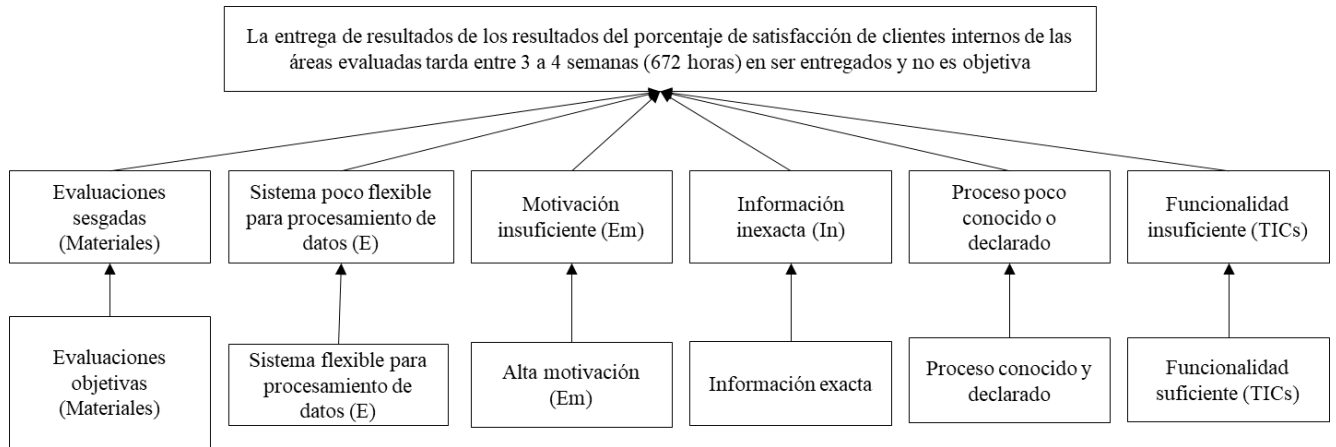 La entrega de resultados de los resultados del porcentaje de satisfacción de clientes internos de las
áreas evaluadas tarda entre 3 a 4 semanas (672 horas) en ser entregados y no es objetiva
Evaluaciones
sesgadas
(Materiales)
Sistema poco flexible
para procesamiento de
datos (E)
Motivación
insuficiente (Em)
Información
inexacta (In)
Proceso poco
conocido o
declarado
Funcionalidad
insuficiente (TICs)
Evaluaciones
objetivas
(Materiales)
Sistema flexible para
procesamiento de
datos (E)
Alta motivación
(Em)
Información exacta
Proceso conocido y
declarado
Funcionalidad
suficiente (TICs)